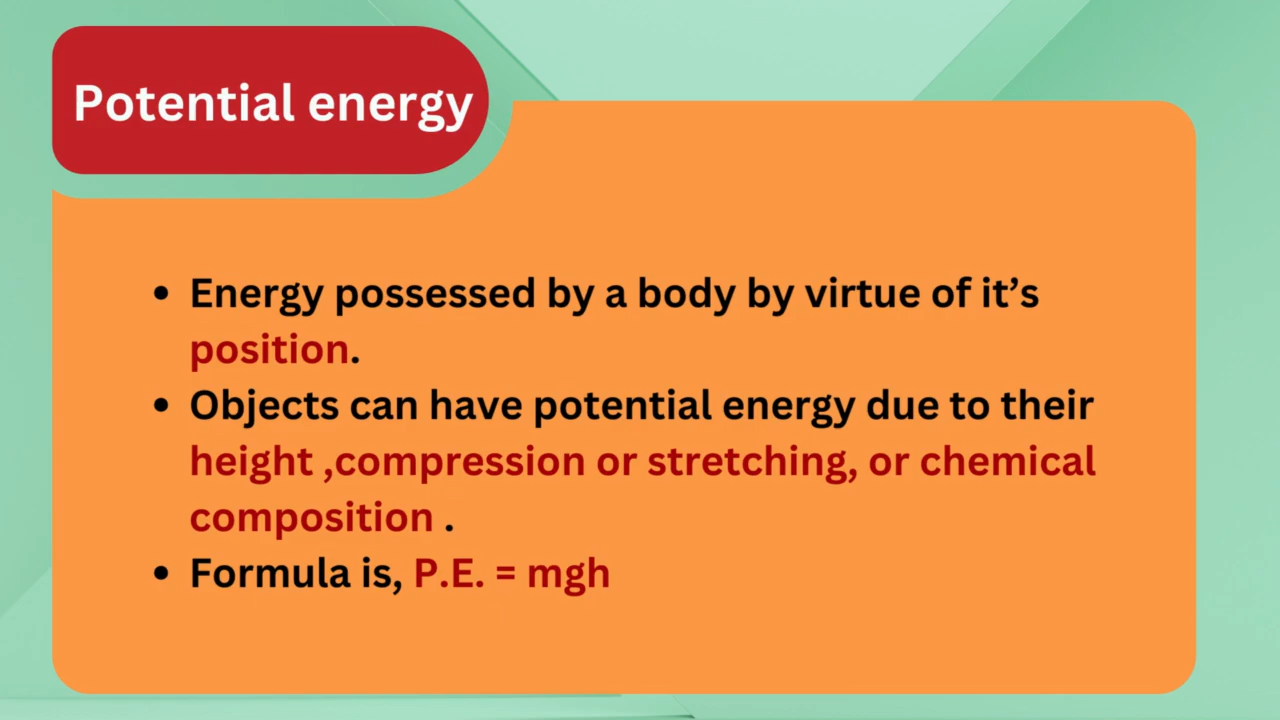 Potential energy
• Energy possessed by a body by virtue of it’s
position.
• Objects can have potential energy due to their
height ,compression or stretching, or chemical
composition .
• Formula is, P.E. = mgh